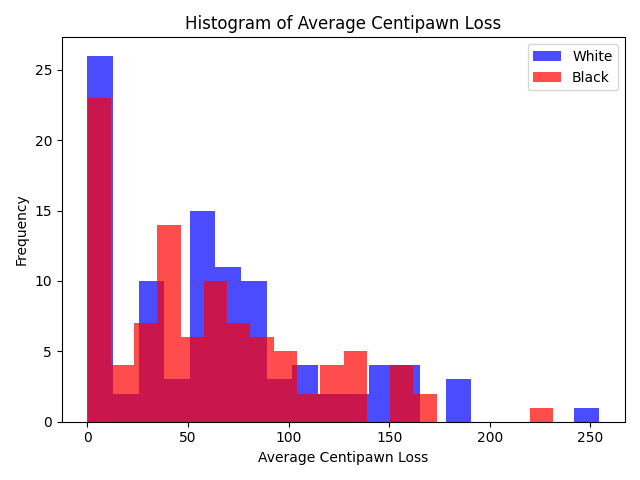 Histogram of Average Centipawn Loss
White
Black
25
20
15
10
5
0
Frequency
0 50 100 150 200 250
Average Centipawn Loss